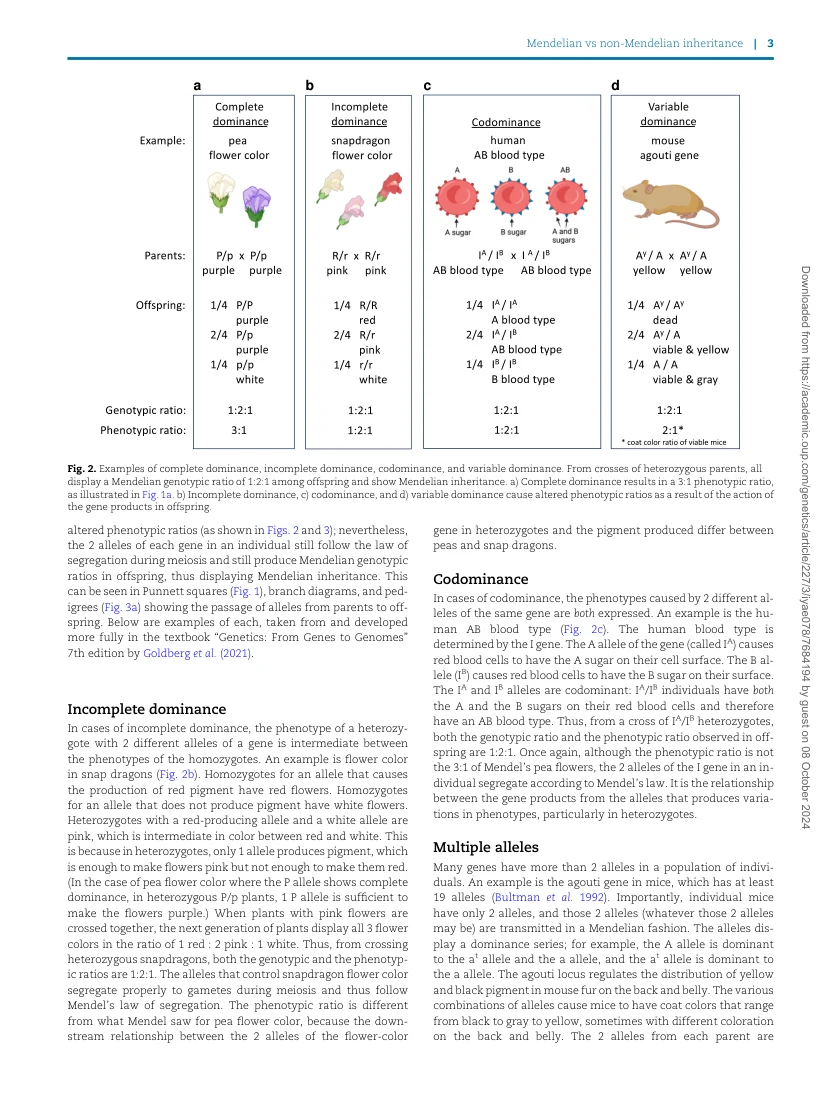 Mendelian vs non-Mendelian inheritance | 3
a
b
c
d
Complete
dominance
Incomplete
dominance
Codominance
Variable
dominance
Example:
pea
flower color
snapdragon
flower color
human
AB blood type
mouse
agouti gene
A
B
AB
A sugar
B sugar
A and B
sugars
Parents:
P/p x P/p
purple purple
R/r x R/r
pink pink
Iᴬ / Iᴮ x I ᴬ / Iᴮ
AB blood type AB blood type
Aʸ / A x Aʸ / A
yellow yellow
Offspring:
1/4 P/P
purple
2/4 P/p
purple
1/4 p/p
white
1/4 R/R
red
2/4 R/r
pink
1/4 r/r
white
1/4 Iᴬ / Iᴬ
A blood type
2/4 Iᴬ / Iᴮ
AB blood type
1/4 Iᴮ / Iᴮ
B blood type
1/4 Aʸ / Aʸ
dead
2/4 Aʸ / A
viable & yellow
1/4 A / A
viable & gray
Genotypic ratio: 1:2:1 1:2:1 1:2:1 1:2:1
Phenotypic ratio: 3:1 1:2:1 1:2:1 2:1*
* coat color ratio of viable mice
Fig. 2. Examples of complete dominance, incomplete dominance, codominance, and variable dominance. From crosses of heterozygous parents, all
display a Mendelian genotypic ratio of 1:2:1 among offspring and show Mendelian inheritance. a) Complete dominance results in a 3:1 phenotypic ratio,
as illustrated in Fig. 1a. b) Incomplete dominance, c) codominance, and d) variable dominance cause altered phenotypic ratios as a result of the action of
the gene products in offspring.
altered phenotypic ratios (as shown in Figs. 2 and 3); nevertheless,
the 2 alleles of each gene in an individual still follow the law of
segregation during meiosis and still produce Mendelian genotypic
ratios in offspring, thus displaying Mendelian inheritance. This
can be seen in Punnett squares (Fig. 1), branch diagrams, and ped-
igrees (Fig. 3a) showing the passage of alleles from parents to off-
spring. Below are examples of each, taken from and developed
more fully in the textbook “Genetics: From Genes to Genomes”
7th edition by Goldberg et al. (2021).
Incomplete dominance
In cases of incomplete dominance, the phenotype of a heterozy-
gote with 2 different alleles of a gene is intermediate between
the phenotypes of the homozygotes. An example is flower color
in snap dragons (Fig. 2b). Homozygotes for an allele that causes
the production of red pigment have red flowers. Homozygotes
for an allele that does not produce pigment have white flowers.
Heterozygotes with a red-producing allele and a white allele are
pink, which is intermediate in color between red and white. This
is because in heterozygotes, only 1 allele produces pigment, which
is enough to make flowers pink but not enough to make them red.
(In the case of pea flower color where the P allele shows complete
dominance, in heterozygous P/p plants, 1 P allele is sufficient to
make the flowers purple.) When plants with pink flowers are
crossed together, the next generation of plants display all 3 flower
colors in the ratio of 1 red : 2 pink : 1 white. Thus, from crossing
heterozygous snapdragons, both the genotypic and the phenotyp-
ic ratios are 1:2:1. The alleles that control snapdragon flower color
segregate properly to gametes during meiosis and thus follow
Mendel’s law of segregation. The phenotypic ratio is different
from what Mendel saw for pea flower color, because the down-
stream relationship between the 2 alleles of the flower-color
gene in heterozygotes and the pigment produced differ between
peas and snap dragons.
Codominance
In cases of codominance, the phenotypes caused by 2 different al-
leles of the same gene are both expressed. An example is the hu-
man AB blood type (Fig. 2c). The human blood type is
determined by the I gene. The A allele of the gene (called Iᴬ) causes
red blood cells to have the A sugar on their cell surface. The B al-
lele (Iᴮ) causes red blood cells to have the B sugar on their surface.
The Iᴬ and Iᴮ alleles are codominant: Iᴬ/Iᴮ individuals have both
the A and the B sugars on their red blood cells and therefore
have an AB blood type. Thus, from a cross of Iᴬ/Iᴮ heterozygotes,
both the genotypic ratio and the phenotypic ratio observed in off-
spring are 1:2:1. Once again, although the phenotypic ratio is not
the 3:1 of Mendel’s pea flowers, the 2 alleles of the I gene in an in-
dividual segregate according to Mendel’s law. It is the relationship
between the gene products from the alleles that produces varia-
tions in phenotypes, particularly in heterozygotes.
Multiple alleles
Many genes have more than 2 alleles in a population of indivi-
duals. An example is the agouti gene in mice, which has at least
19 alleles (Bultman et al. 1992). Importantly, individual mice
have only 2 alleles, and those 2 alleles (whatever those 2 alleles
may be) are transmitted in a Mendelian fashion. The alleles dis-
play a dominance series; for example, the A allele is dominant
to the aᵗ allele and the a allele, and the aᵗ allele is dominant to
the a allele. The agouti locus regulates the distribution of yellow
and black pigment in mouse fur on the back and belly. The various
combinations of alleles cause mice to have coat colors that range
from black to gray to yellow, sometimes with different coloration
on the back and belly. The 2 alleles from each parent are
Downloaded from https://academic.oup.com/genetics/article/227/3/iyae078/7684194 by guest on 08 October 2024